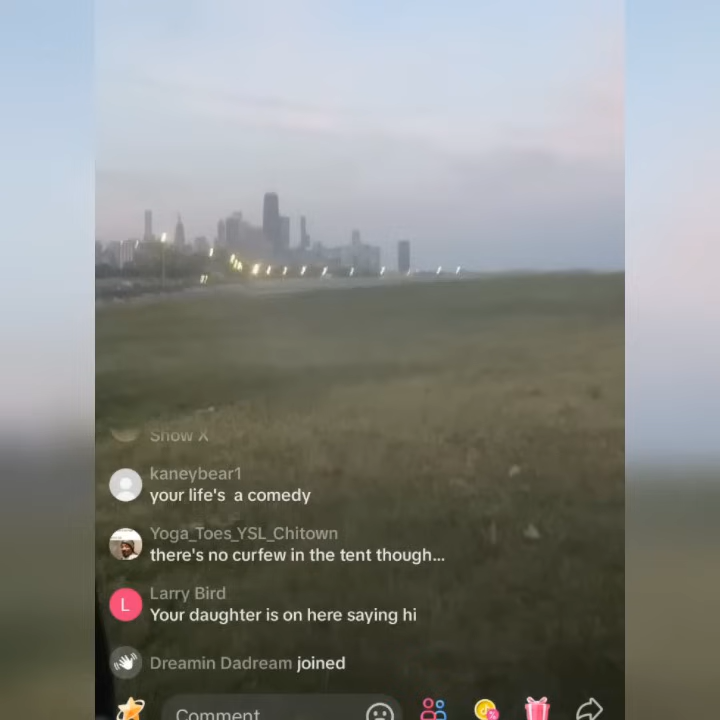 Show X
kaneybear1
your life's a comedy
Yoga_Toes_YSL_Chitown
there's no curfew in the tent though...
Larry Bird
L
Your daughter is on here saying hi
Dreamin Dadream joined
Comment